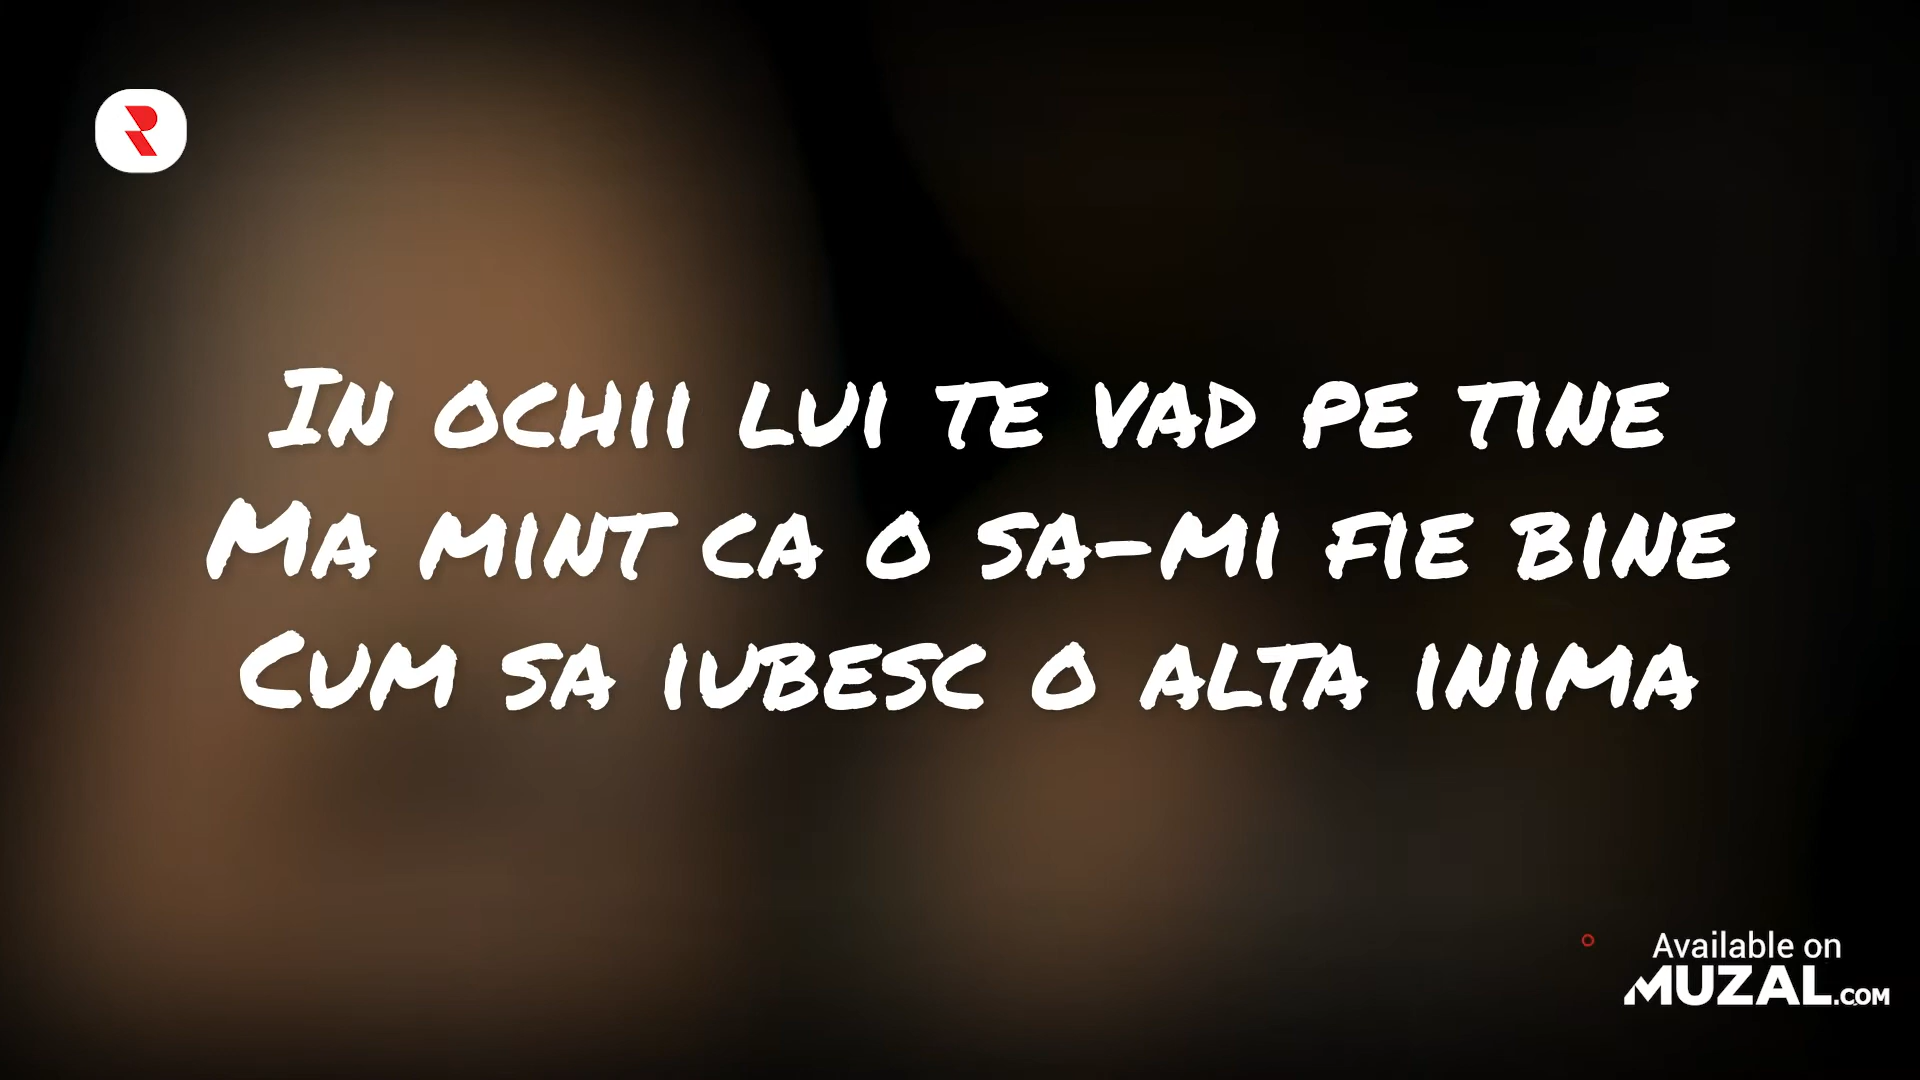 R
In ochii lui te vad pe tine
Ma mint ca o sa-mi fie bine
Cum sa iubesc o alta inima
Available on
MUZAL.COM